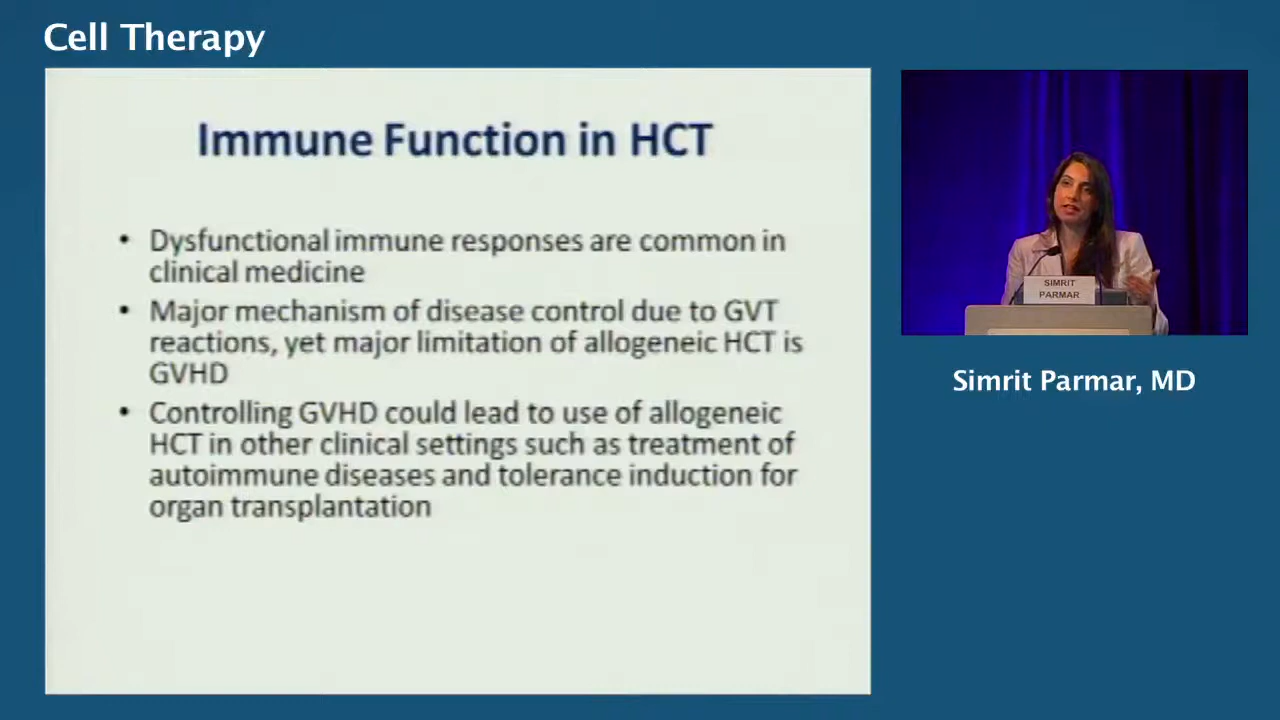 Cell Therapy
Immune Function in HCT
• Dysfunctional immune responses are common in
clinical medicine
• Major mechanism of disease control due to GVT
reactions, yet major limitation of allogeneic HCT is
GVHD
• Controlling GVHD could lead to use of allogeneic
HCT in other clinical settings such as treatment of
autoimmune diseases and tolerance induction for
organ transplantation
SIMRIT
PARMAR
Simrit Parmar, MD